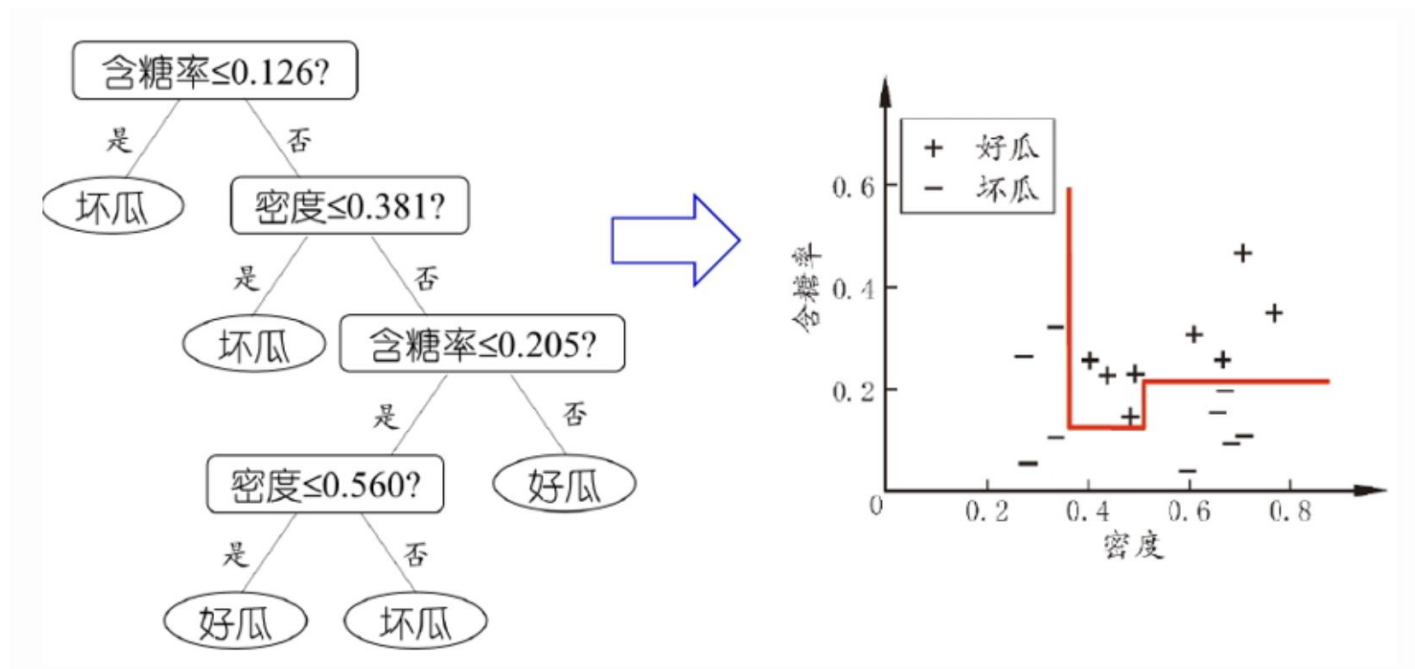 含糖率≤0.126?
是
否
坏瓜
密度≤0.381?
是
否
坏瓜
含糖率≤0.205?
是
否
密度≤0.560?
好瓜
是
否
好瓜
坏瓜
+ 好瓜
− 坏瓜
0.6
0.4
0.2
含糖率
0
0.2
0.4
0.6
0.8
密度